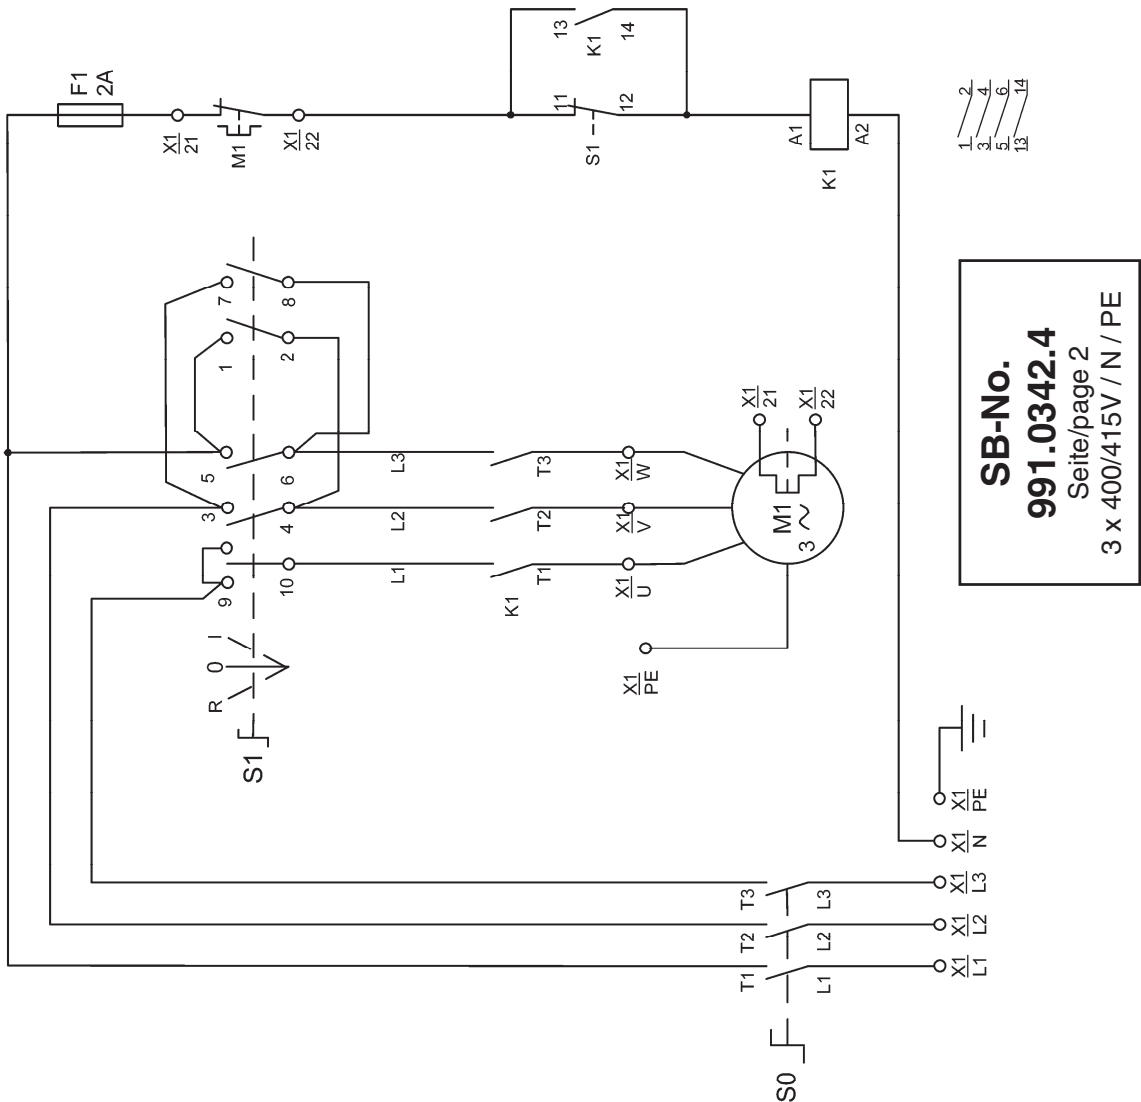 F1
2A
X1
21
M1
X1
22
13
14
K1
11
12
S1
A1
A2
K1
1
2
3
4
5
6
13
14
7
8
1
2
5
6
3
4
9
10
R
0
I
S1
L3
L2
L1
T3
T2
T1
K1
X1
W
X1
V
X1
U
X1
21
X1
22
M1
3
X1
PE
T3
T2
T1
L3
L2
L1
S0
X1
PE
X1
N
X1
L3
X1
L2
X1
L1
SB-No.
991.0342.4
Seite/page 2
3 x 400/415V / N / PE